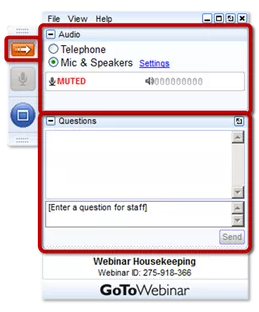 File View Help
Audio
Telephone
Mic & Speakers Settings
MUTED
Questions
[Enter a question for staff]
Send
Webinar Housekeeping
Webinar ID: 275-918-366
GoToWebinar